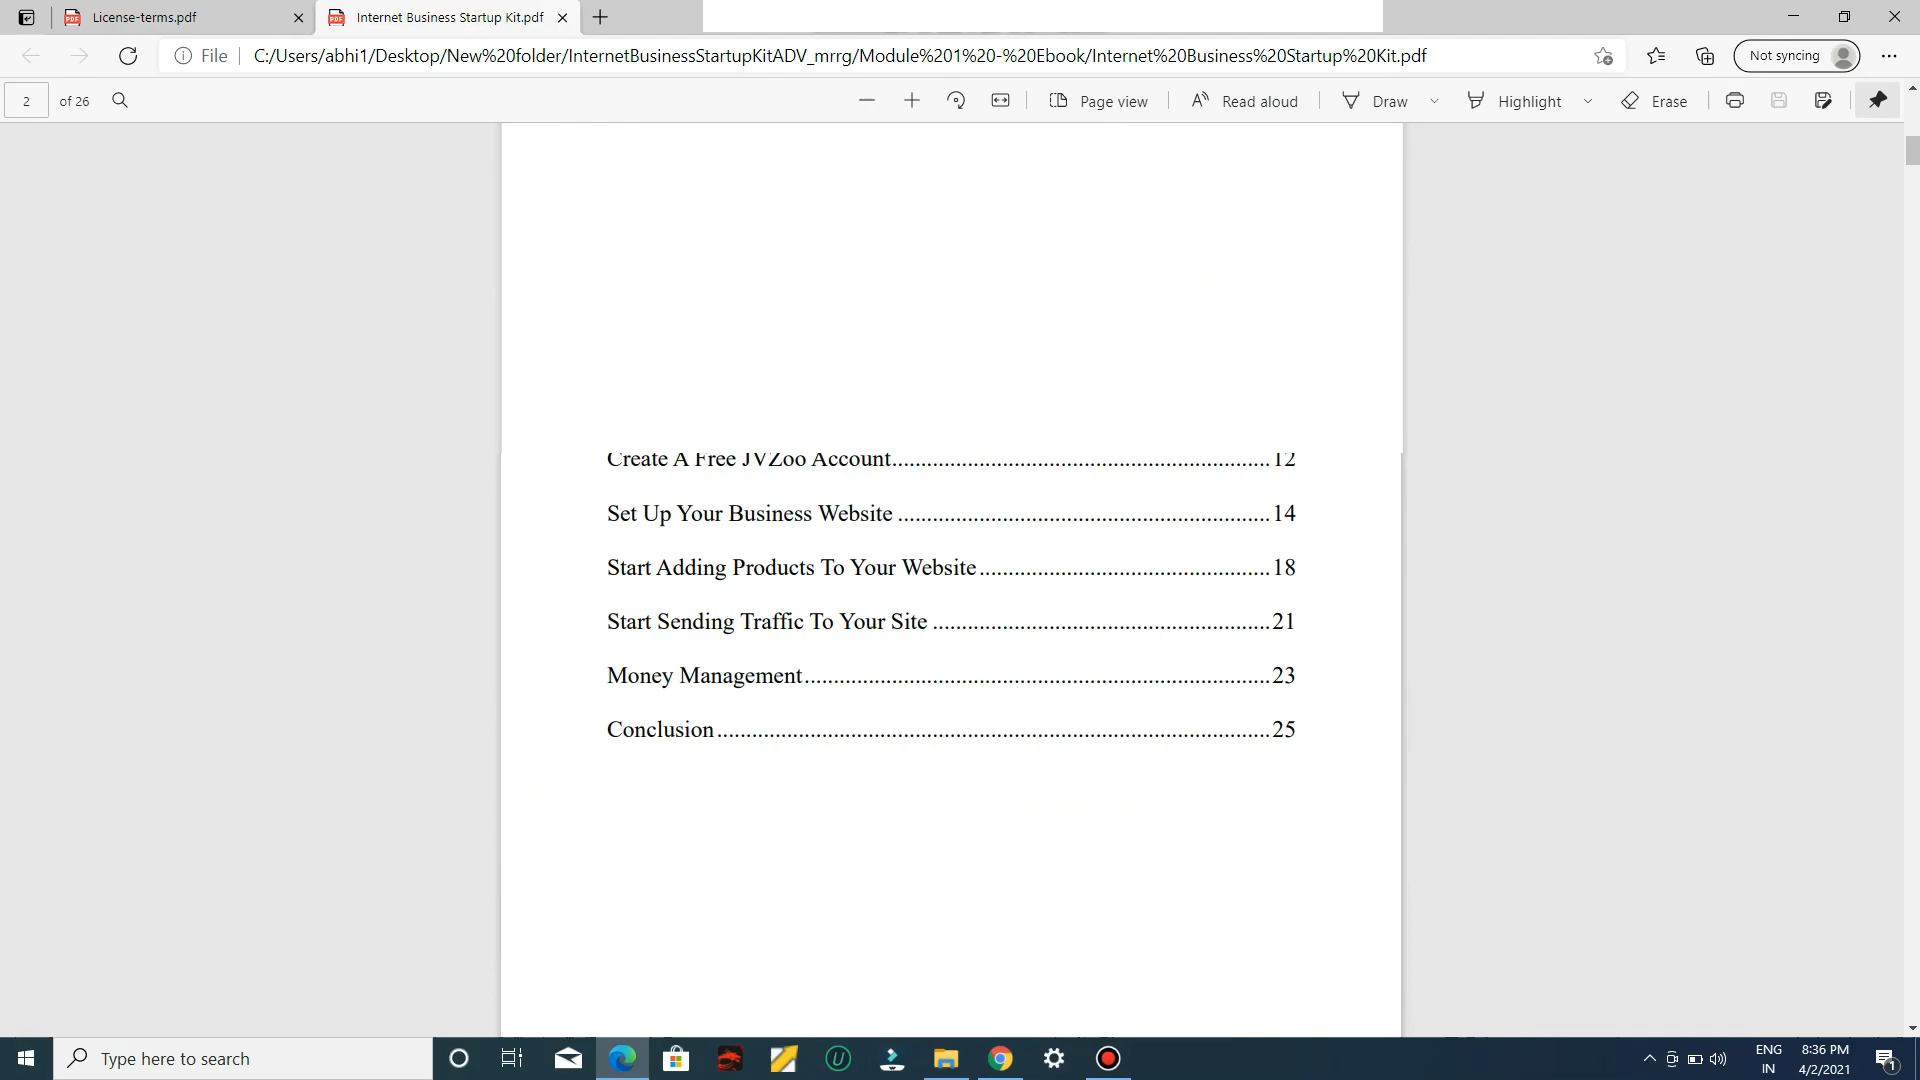 License-terms.pdf
Internet Business Startup Kit.pdf
File
C:/Users/abhi1/Desktop/New%20folder/InternetBusinessStartupKitADV_mrrg/Module%201%20-%20Ebook/Internet%20Business%20Startup%20Kit.pdf
Not syncing
2 of 26
Page view
Read aloud
Draw
Highlight
Erase
Create A Free JVZoo Account 12
Set Up Your Business Website 14
Start Adding Products To Your Website 18
Start Sending Traffic To Your Site 21
Money Management 23
Conclusion 25
Type here to search
ENG
IN
8:36 PM
4/2/2021
1